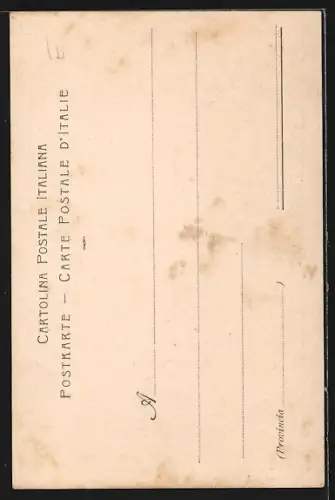 CARTOLINA POSTALE ITALIANA
POSTKARTE — CARTE POSTALE D'ITALIE
A
(Provincia )